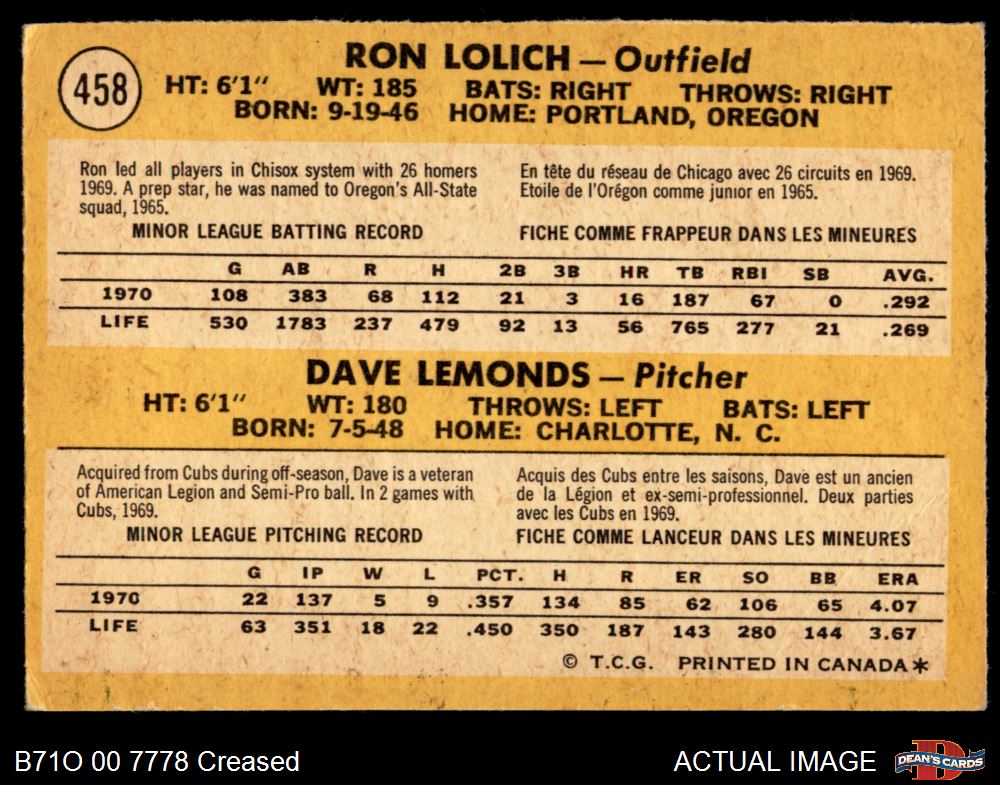 458
RON LOLICH — Outfield
HT: 6'1" WT: 185 BATS: RIGHT THROWS: RIGHT
BORN: 9-19-46 HOME: PORTLAND, OREGON
Ron led all players in Chisox system with 26 homers
1969. A prep star, he was named to Oregon's All-State
squad, 1965.
En tête du réseau de Chicago avec 26 circuits en 1969.
Etoile de l'Orégon comme junior en 1965.
MINOR LEAGUE BATTING RECORD
FICHE COMME FRAPPEUR DANS LES MINEURES
G AB R H 2B 3B HR TB RBI SB AVG.
1970 108 383 68 112 21 3 16 187 67 0 .292
LIFE 530 1783 237 479 92 13 56 765 277 21 .269
DAVE LEMONDS — Pitcher
HT: 6'1" WT: 180 THROWS: LEFT BATS: LEFT
BORN: 7-5-48 HOME: CHARLOTTE, N. C.
Acquired from Cubs during off-season, Dave is a veteran
of American Legion and Semi-Pro ball. In 2 games with
Cubs, 1969.
Acquis des Cubs entre les saisons, Dave est un ancien
de la Légion et ex-semi-professionnel. Deux parties
avec les Cubs en 1969.
MINOR LEAGUE PITCHING RECORD
FICHE COMME LANCEUR DANS LES MINEURES
G IP W L PCT. H R ER SO BB ERA
1970 22 137 5 9 .357 134 85 62 106 65 4.07
LIFE 63 351 18 22 .450 350 187 143 280 144 3.67
© T.C.G. PRINTED IN CANADA*
B71O 00 7778 Creased
ACTUAL IMAGE
D
DEAN'S CARDS